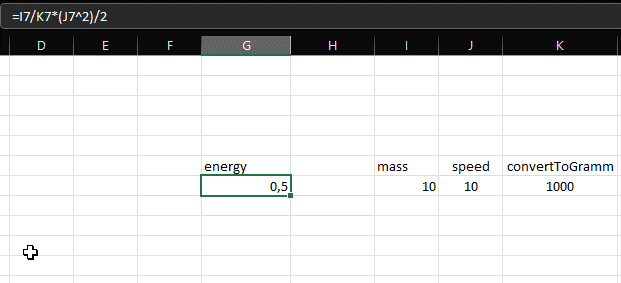 =I7/K7*(J7^2)/2
D E F G H I J K
energy mass speed convertToGramm
0,5 10 10 1000